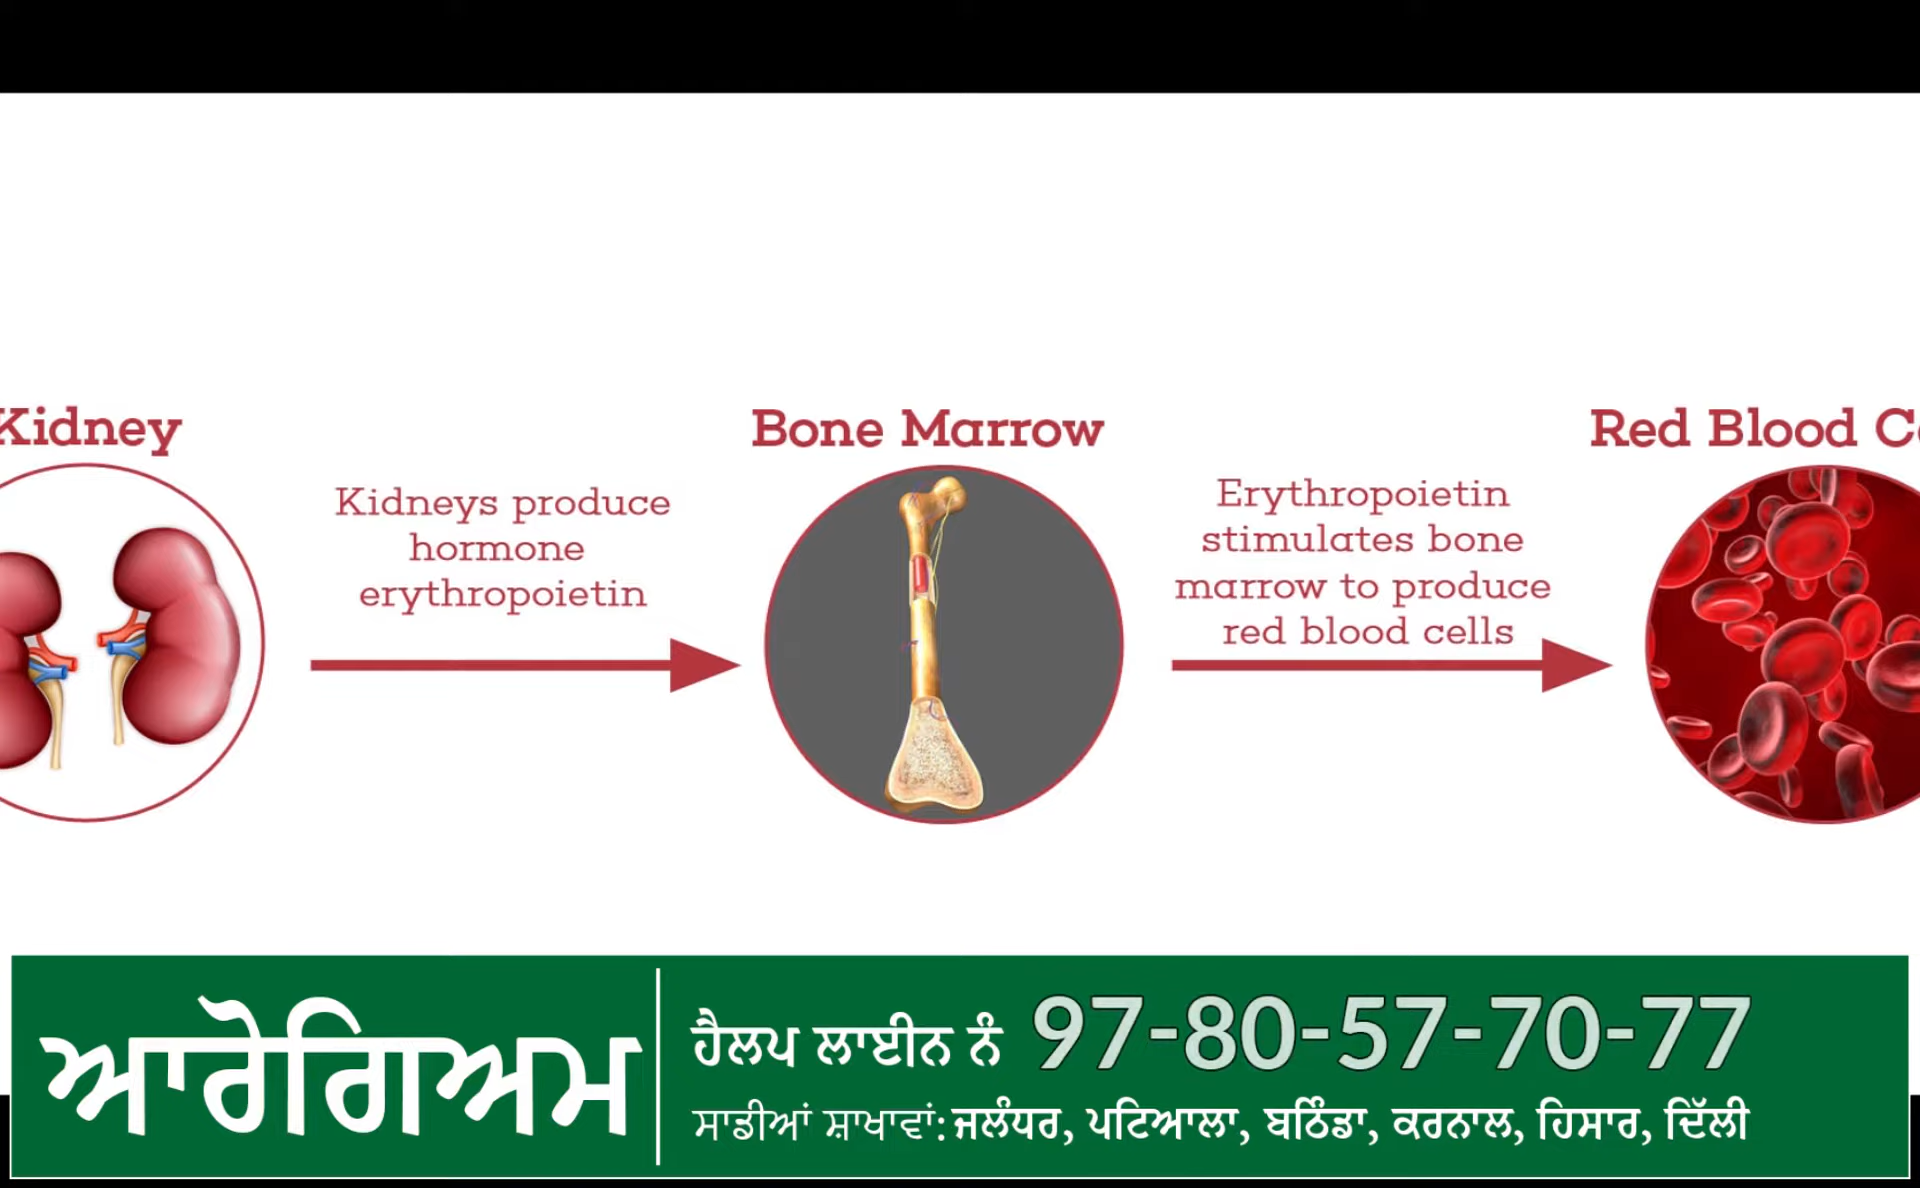 Kidney
Bone Marrow
Red Blood
Kidneys produce
hormone
erythropoietin
Erythropoietin
stimulates bone
marrow to produce
red blood cells
ਆਰੋਗਿਅਮ
ਹੈਲਪ ਲਾਈਨ ਨੰ 97-80-57-70-77
ਸਾਡੀਆਂ ਸ਼ਾਖਾਵਾਂ: ਜਲੰਧਰ, ਪਟਿਆਲਾ, ਬਠਿੰਡਾ, ਕਰਨਾਲ, ਹਿਸਾਰ, ਦਿੱਲੀ